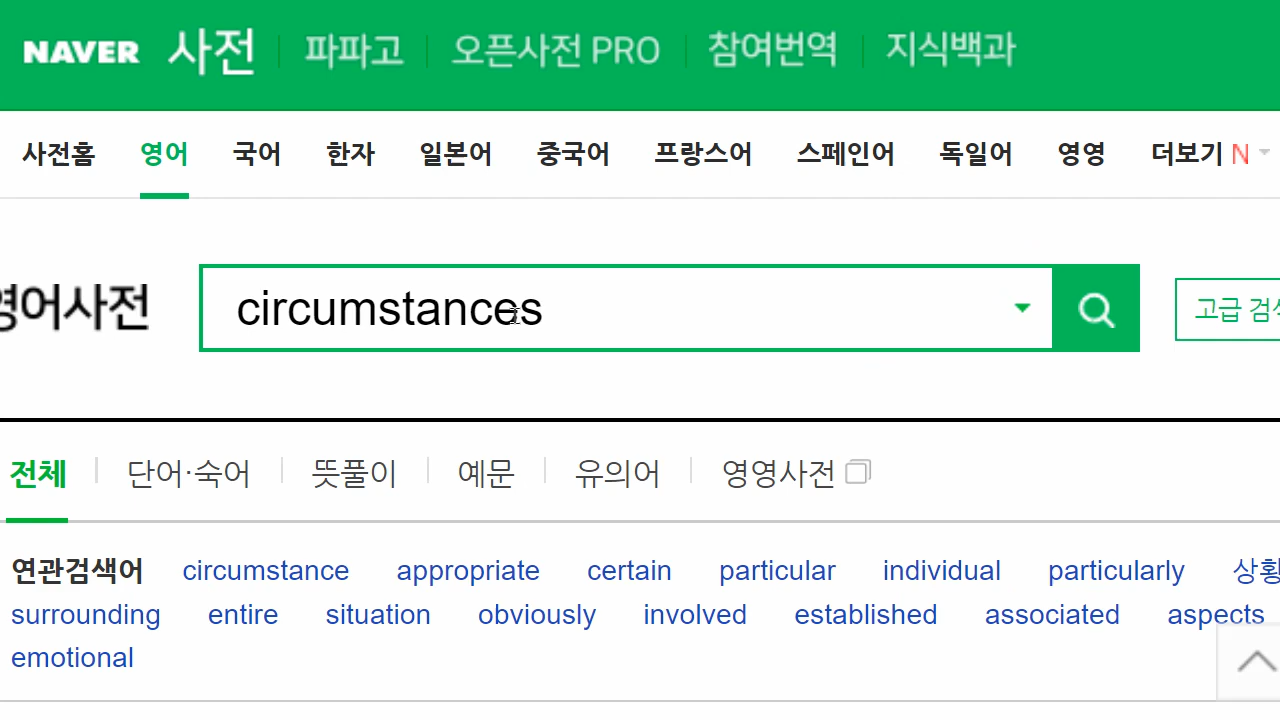 NAVER 사전 파파고 오픈사전 PRO 참여번역 지식백과
사전홈 영어 국어 한자 일본어 중국어 프랑스어 스페인어 독일어 영영 더보기 N
영어사전 circumstances 고급 검색
전체 단어·숙어 뜻풀이 예문 유의어 영영사전
연관검색어 circumstance appropriate certain particular individual particularly 상황
surrounding entire situation obviously involved established associated aspects
emotional